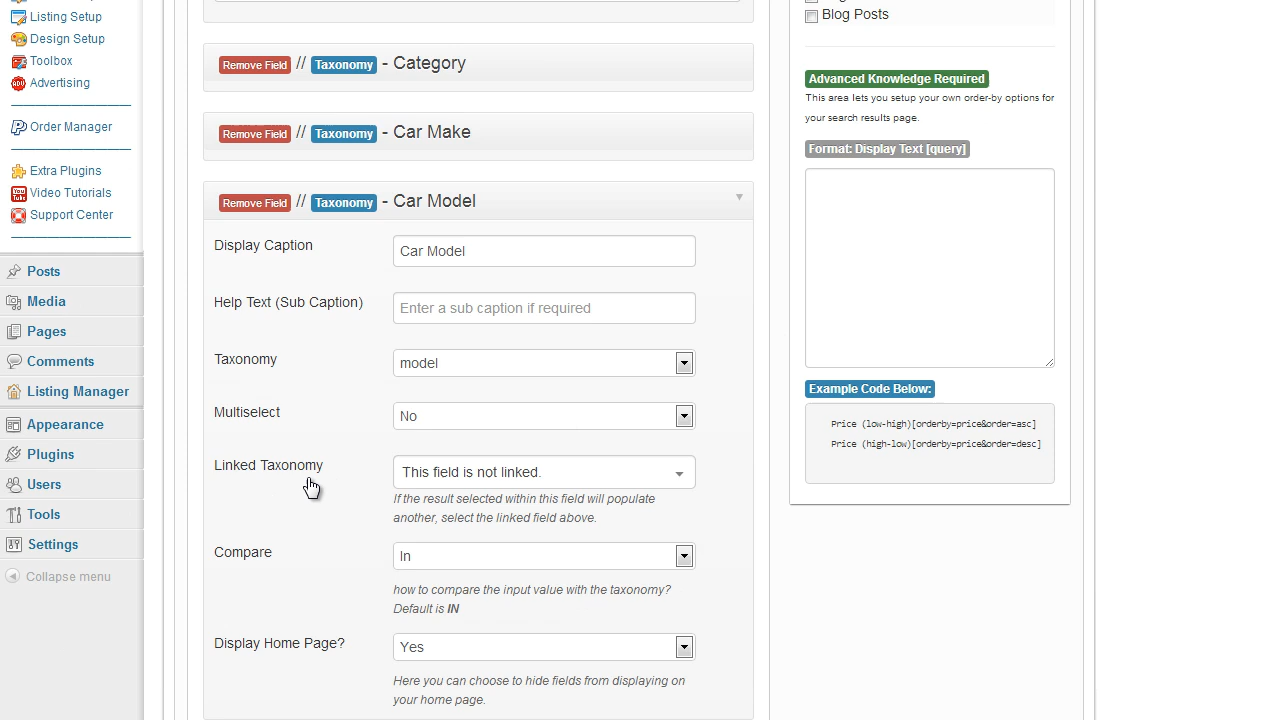 Listing Setup
Design Setup
Toolbox
Advertising
Order Manager
Extra Plugins
Video Tutorials
Support Center
Posts
Media
Pages
Comments
Listing Manager
Appearance
Plugins
Users
Tools
Settings
Collapse menu
Remove Field // Taxonomy - Category
Remove Field // Taxonomy - Car Make
Remove Field // Taxonomy - Car Model
Display Caption
Car Model
Help Text (Sub Caption)
Enter a sub caption if required
Taxonomy
model
Multiselect
No
Linked Taxonomy
This field is not linked.
If the result selected within this field will populate
another, select the linked field above.
Compare
In
how to compare the input value with the taxonomy?
Default is IN
Display Home Page?
Yes
Here you can choose to hide fields from displaying on
your home page.
Blog Posts
Advanced Knowledge Required
This area lets you setup your own order-by options for
your search results page.
Format: Display Text [query]
Example Code Below:
Price (low-high)[orderby=price&order=asc]
Price (high-low)[orderby=price&order=desc]